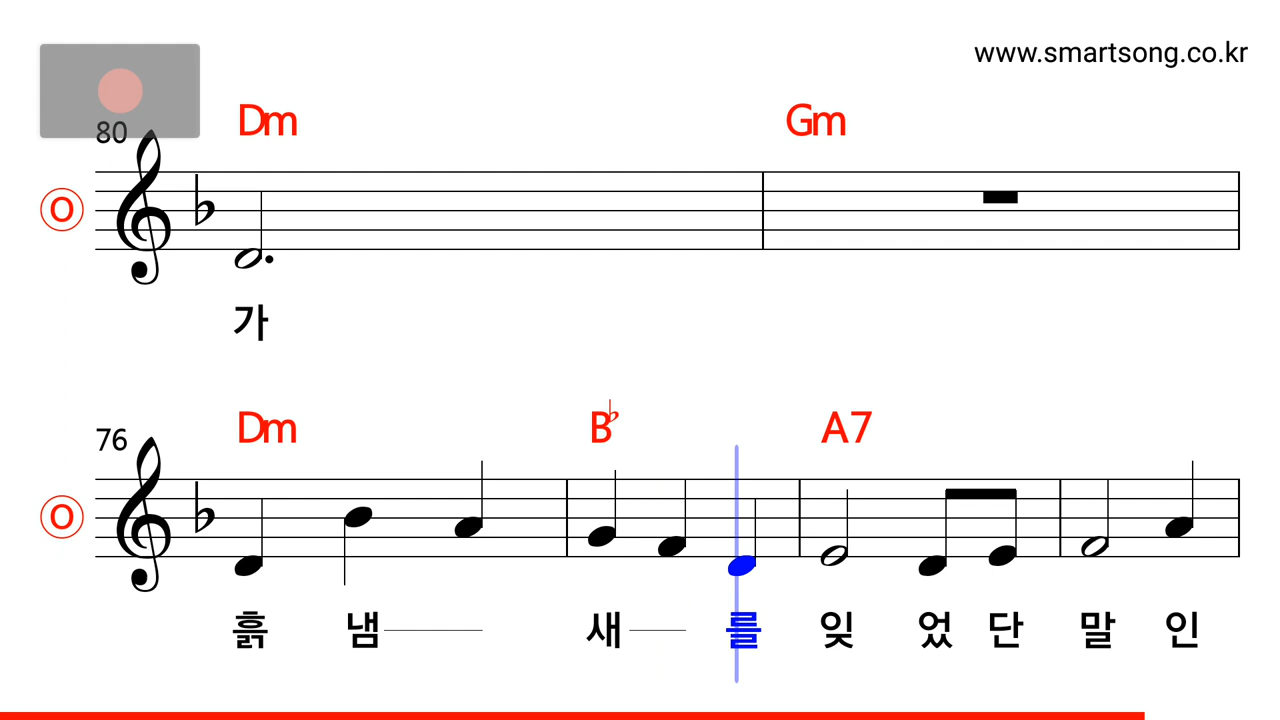 www.smartsong.co.kr
80 Dm Gm
O
가
76 Dm B♭ A7
O
흙 냄 새 를 잊 었 단 말 인